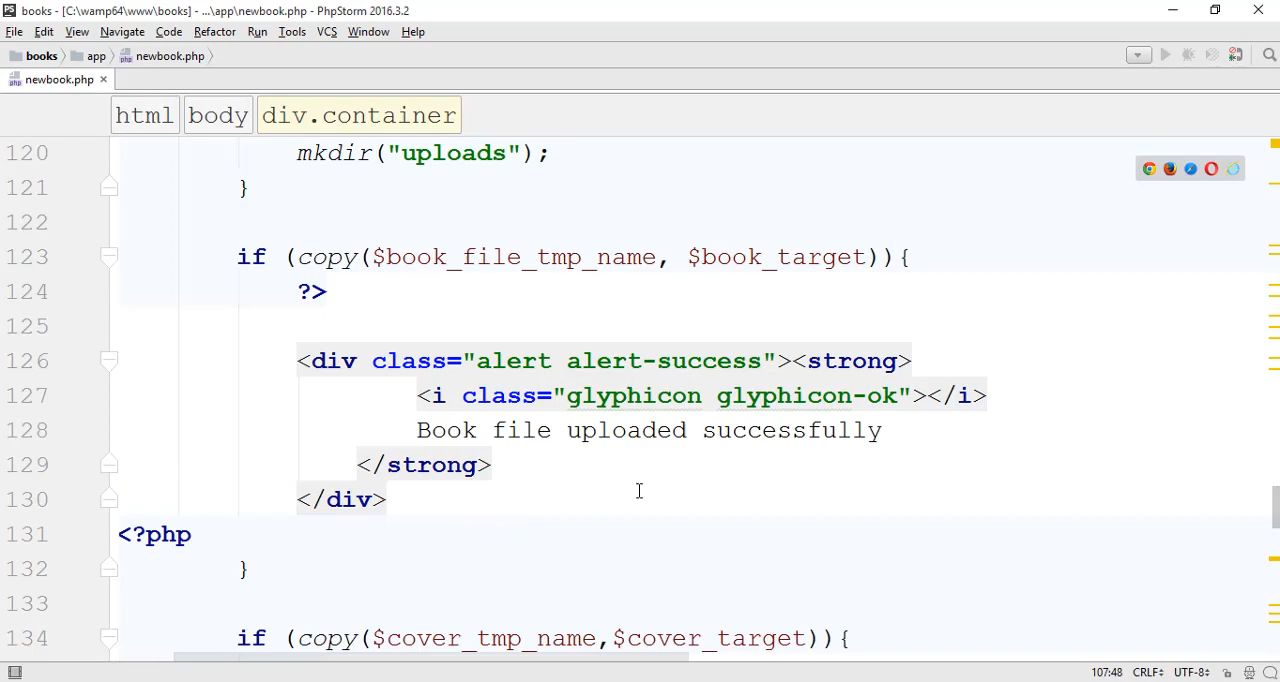 PS books - [C:\wamp64\www\books] - ...\app\newbook.php - PhpStorm 2016.3.2
File Edit View Navigate Code Refactor Run Tools VCS Window Help
books app php newbook.php
php newbook.php ×
html body div.container
120 mkdir("uploads");
121 }
122
123 if (copy($book_file_tmp_name, $book_target)){
124 ?>
125
126 <div class="alert alert-success"><strong>
127 <i class="glyphicon glyphicon-ok"></i>
128 Book file uploaded successfully
129 </strong>
130 </div>
131 <?php
132 }
133
134 if (copy($cover_tmp_name,$cover_target)){
107:48 CRLF UTF-8